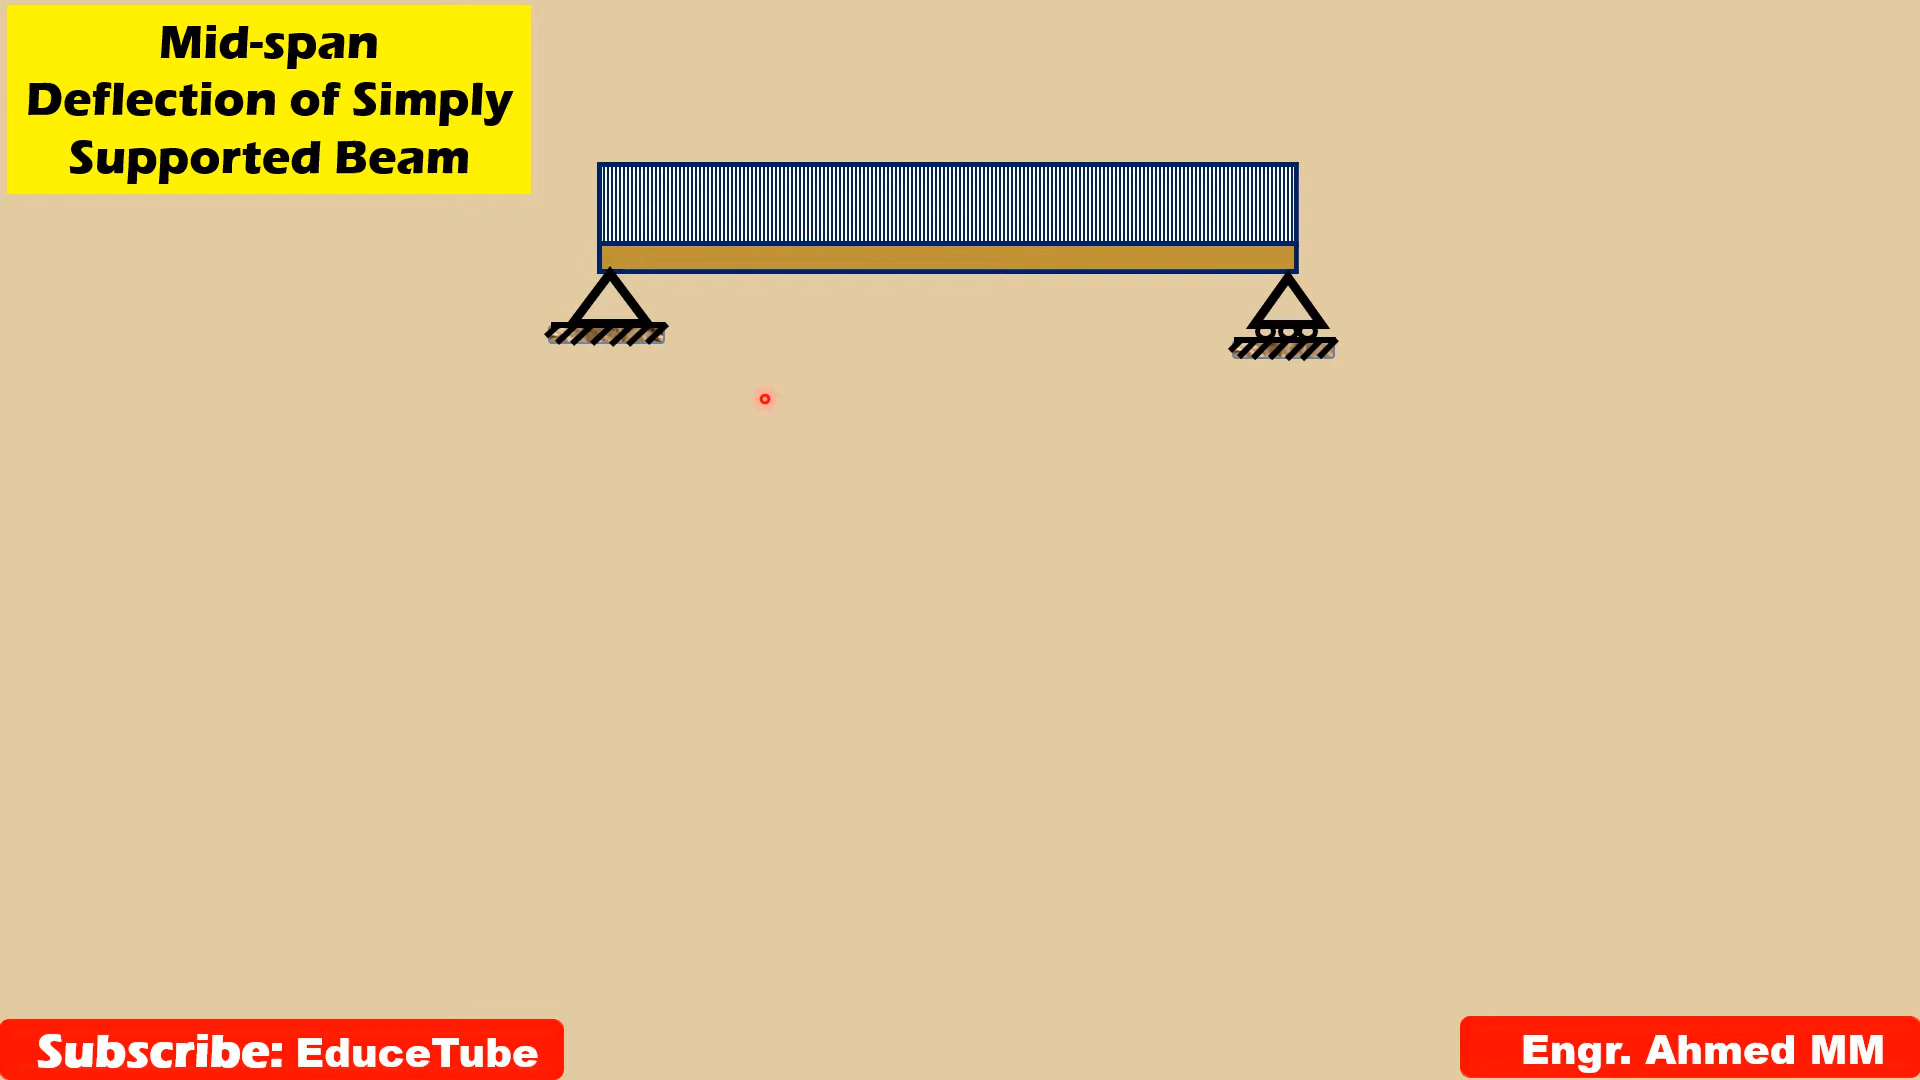 Mid-span
Deflection of Simply
Supported Beam
Subscribe: EduceTube
Engr. Ahmed MM